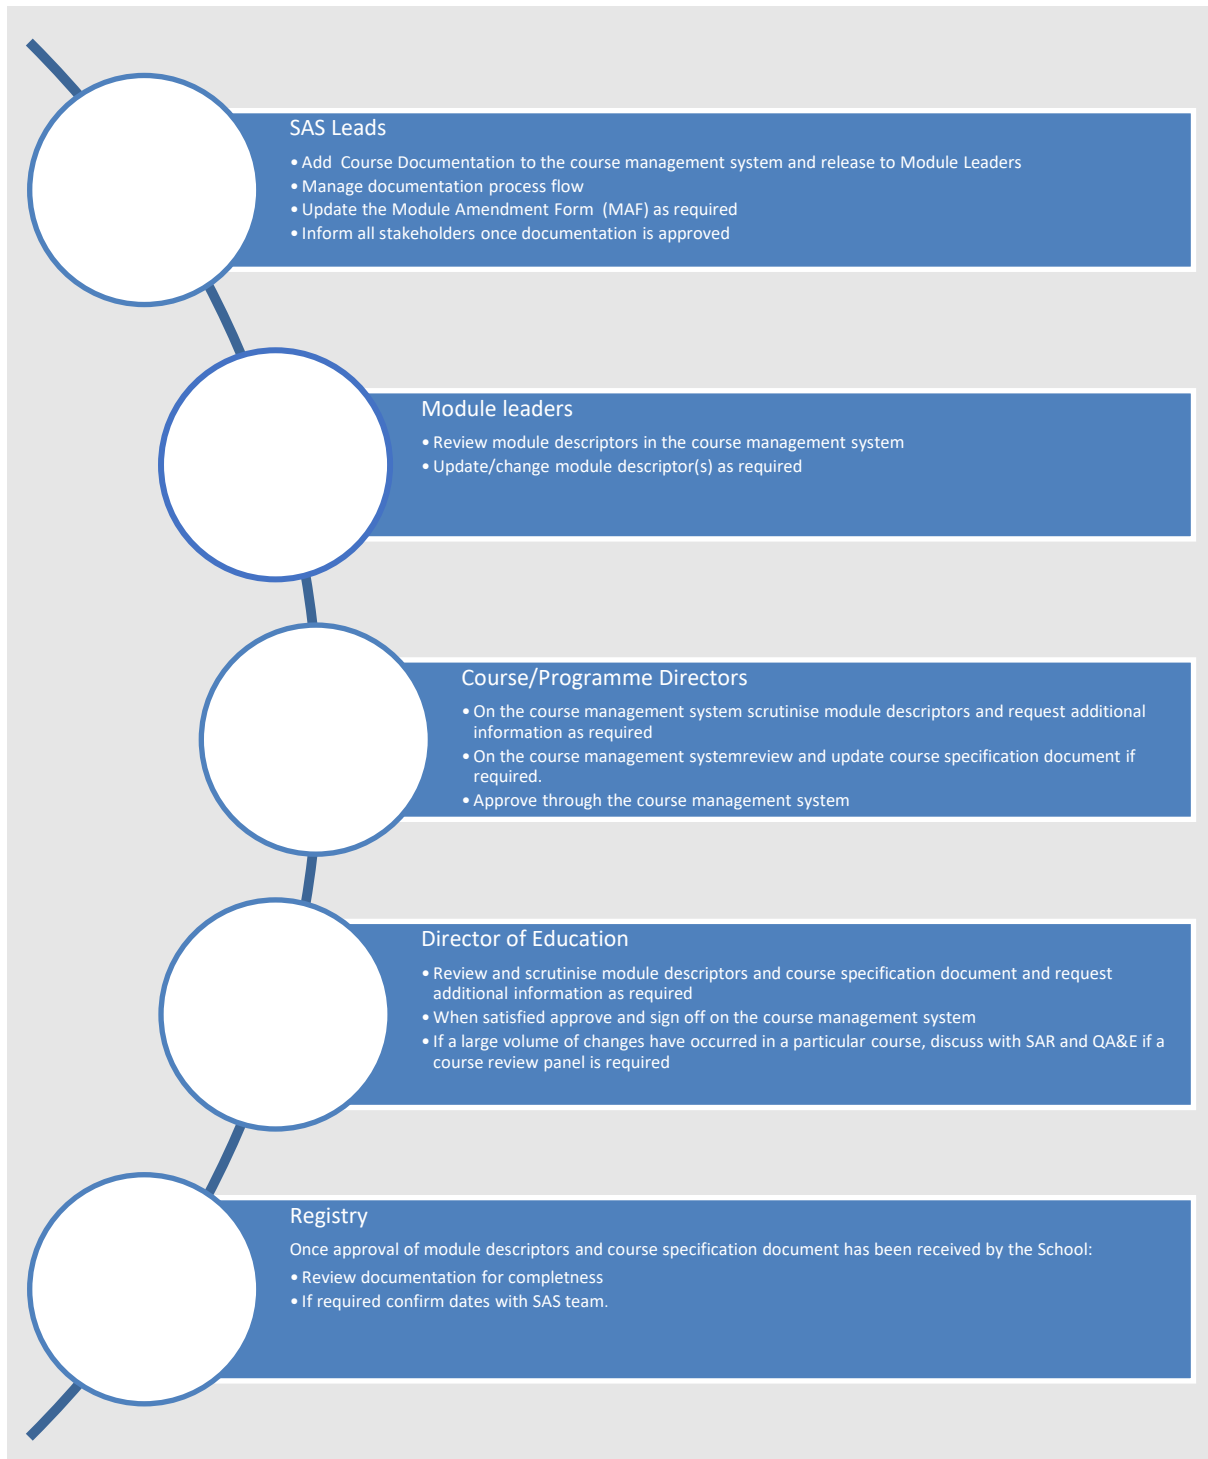 SAS Leads
• Add  Course Documentation to the course management system and release to Module Leaders
• Manage documentation process flow
• Update the Module Amendment Form  (MAF) as required
• Inform all stakeholders once documentation is approved
Module leaders
• Review module descriptors in the course management system
• Update/change module descriptor(s) as required
Course/Programme Directors
• On the course management system scrutinise module descriptors and request additional
information as required
• On the course management systemreview and update course specification document if
required.
• Approve through the course management system
Director of Education
• Review and scrutinise module descriptors and course specification document and request
additional information as required
• When satisfied approve and sign off on the course management system
• If a large volume of changes have occurred in a particular course, discuss with SAR and QA&E if a
course review panel is required
Registry
Once approval of module descriptors and course specification document has been received by the School:
• Review documentation for completness
• If required confirm dates with SAS team.